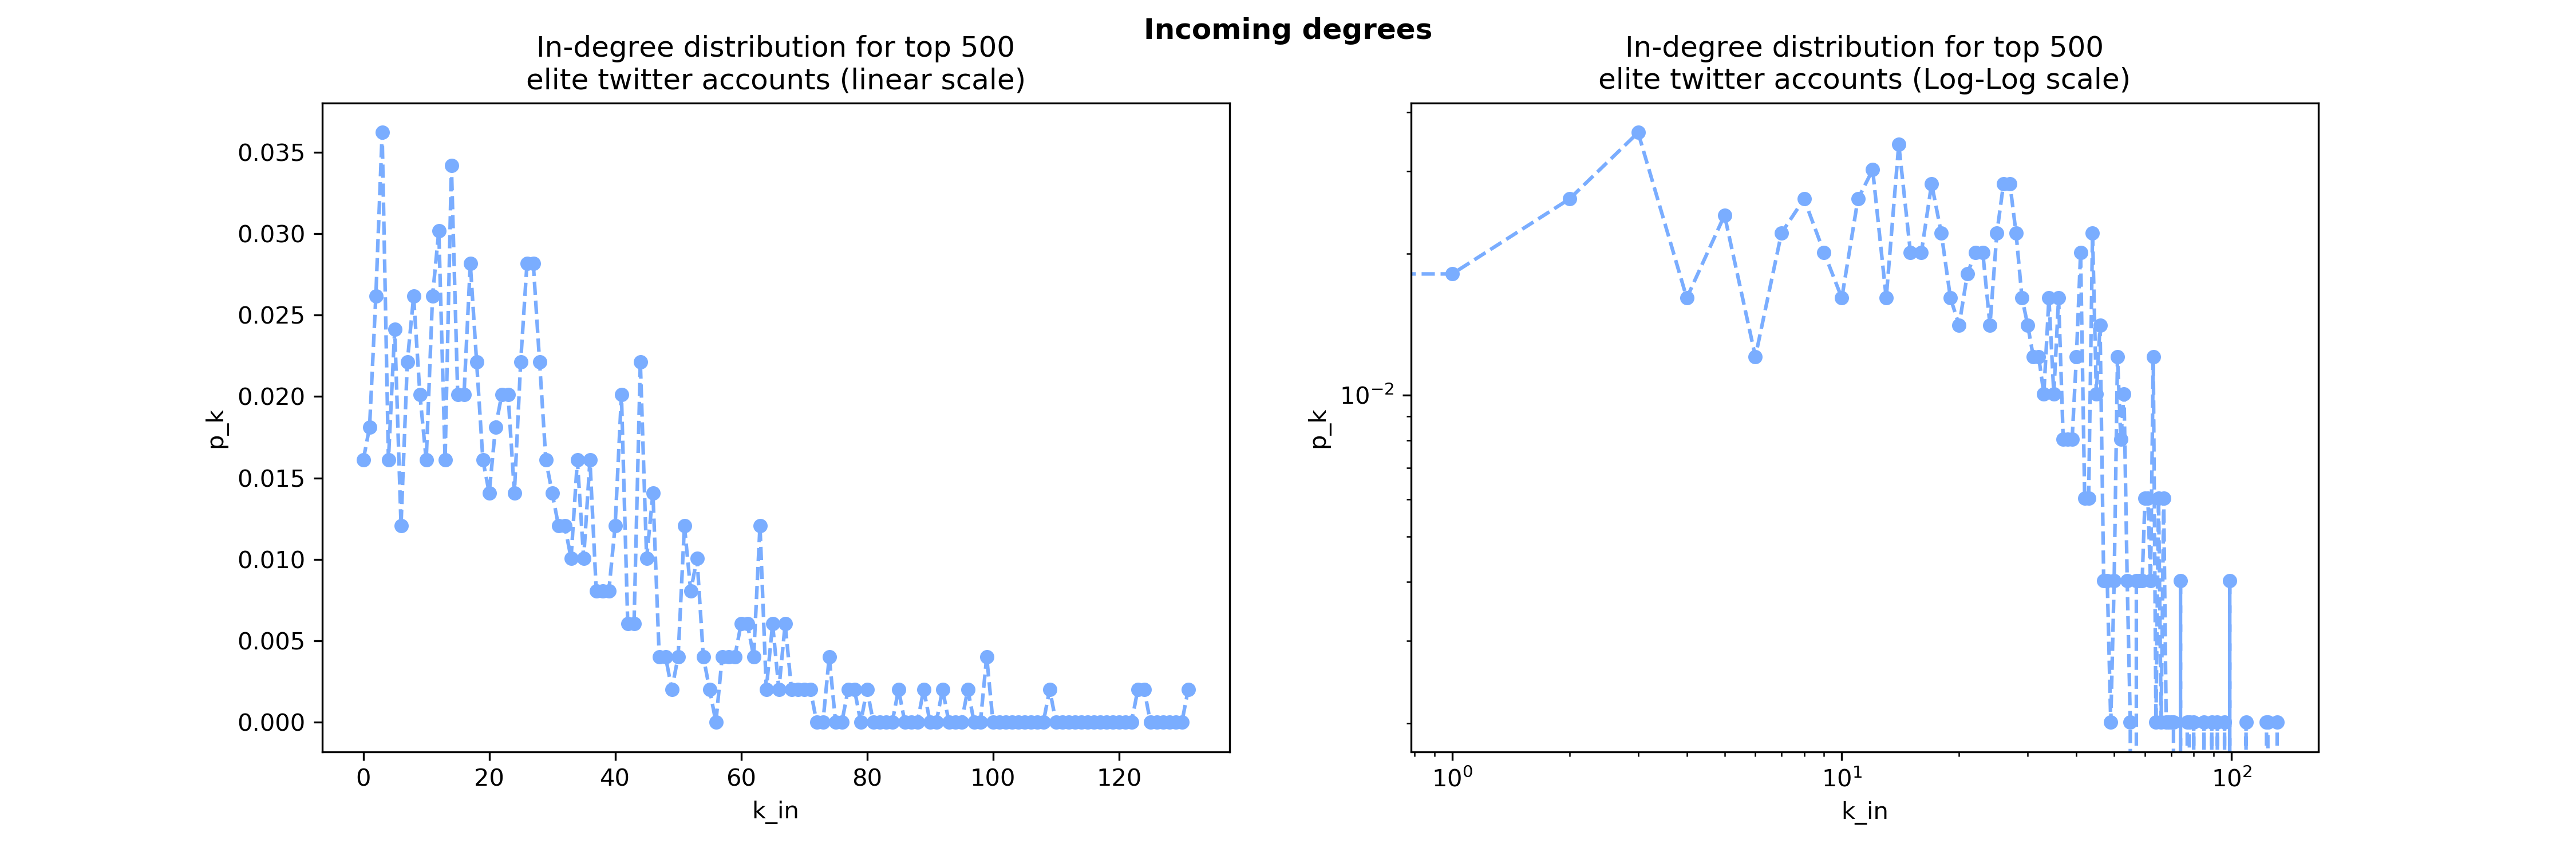 Incoming degrees
In-degree distribution for top 500
elite twitter accounts (linear scale)
0.035
0.030
0.025
0.020
0.015
0.010
0.005
0.000
p_k
0 20 40 60 80 100 120
k_in
In-degree distribution for top 500
elite twitter accounts (Log-Log scale)
10⁻²
p_k
10⁰ 10¹ 10²
k_in